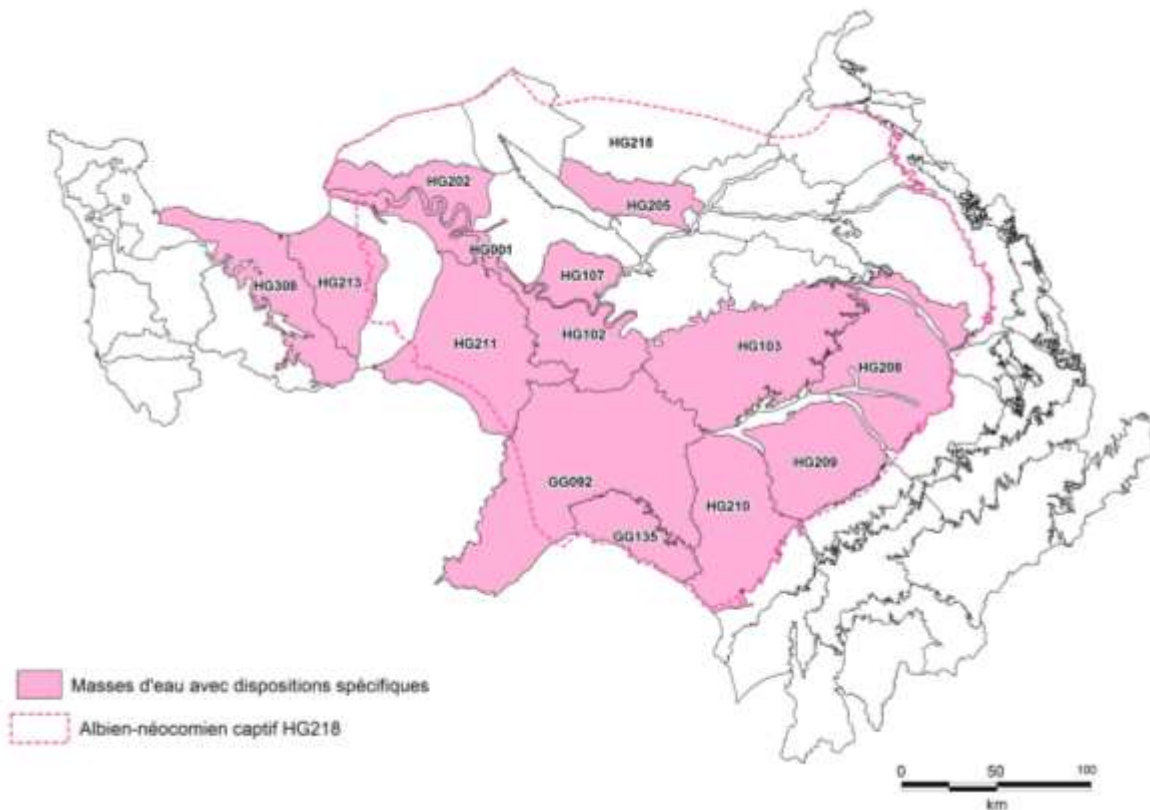 HG218
HG202
HG205
HG001
HG107
HG308
HG213
HG211
HG102
HG103
HG208
HG209
GG092
HG210
GG135
Masses d'eau avec dispositions spécifiques
Albien-néocomien captif HG218
0 50 100
km